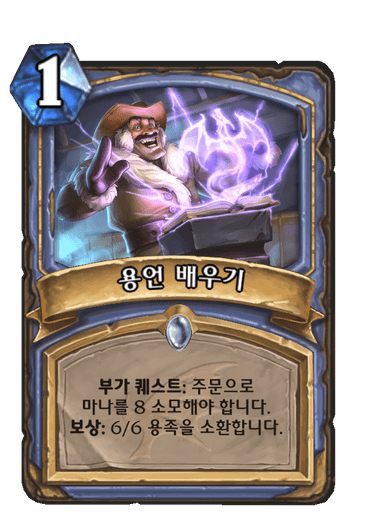 1
용언 배우기
부가 퀘스트: 주문으로
마나를 8 소모해야 합니다.
보상: 6/6 용족을 소환합니다.